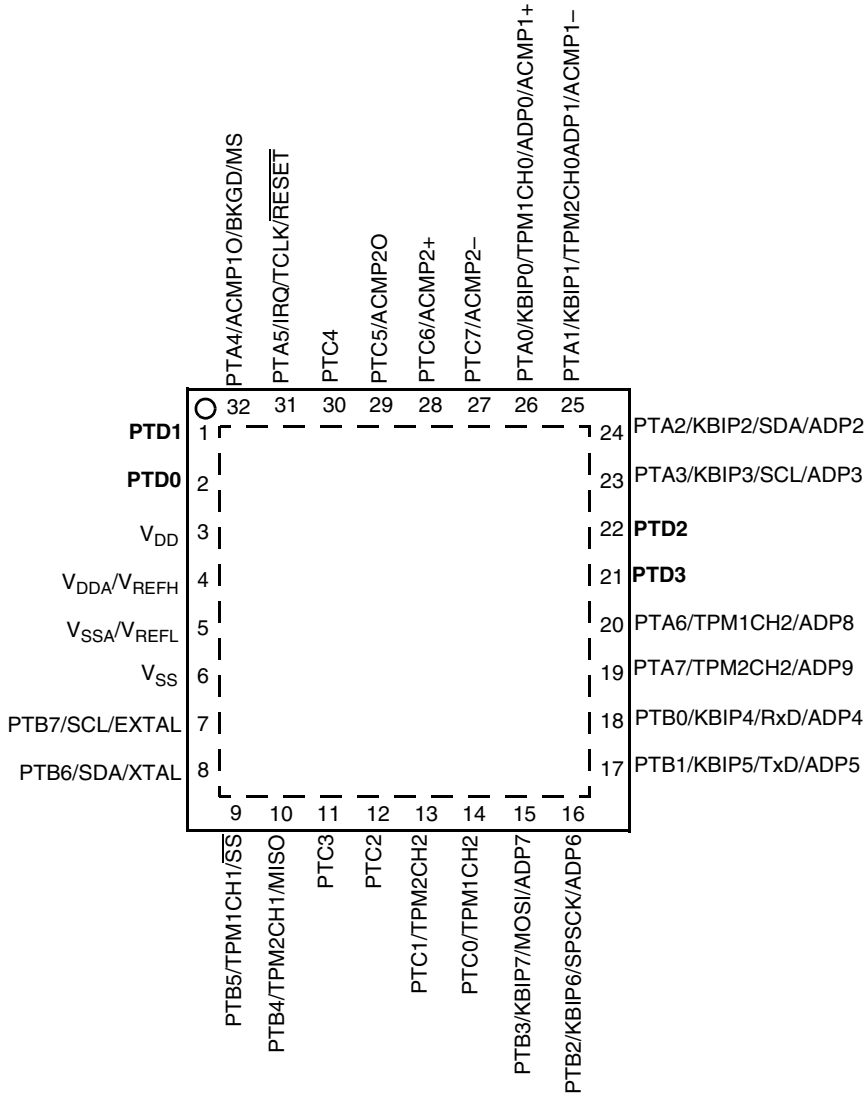 PTA4/ACMP1O/BKGD/MS
PTA5/IRQ/TCLK/RESET
PTC4
PTC5/ACMP2O
PTC6/ACMP2+
PTC7/ACMP2–
PTA0/KBIP0/TPM1CH0/ADP0/ACMP1+
PTA1/KBIP1/TPM2CH0ADP1/ACMP1–
32 31 30 29 28 27 26 25
PTD1 1
PTD0 2
VDD 3
VDDA/VREFH 4
VSSA/VREFL 5
VSS 6
PTB7/SCL/EXTAL 7
PTB6/SDA/XTAL 8
24 PTA2/KBIP2/SDA/ADP2
23 PTA3/KBIP3/SCL/ADP3
22 PTD2
21 PTD3
20 PTA6/TPM1CH2/ADP8
19 PTA7/TPM2CH2/ADP9
18 PTB0/KBIP4/RxD/ADP4
17 PTB1/KBIP5/TxD/ADP5
9 10 11 12 13 14 15 16
PTB5/TPM1CH1/SS
PTB4/TPM2CH1/MISO
PTC3
PTC2
PTC1/TPM2CH2
PTC0/TPM1CH2
PTB3/KBIP7/MOSI/ADP7
PTB2/KBIP6/SPSCK/ADP6